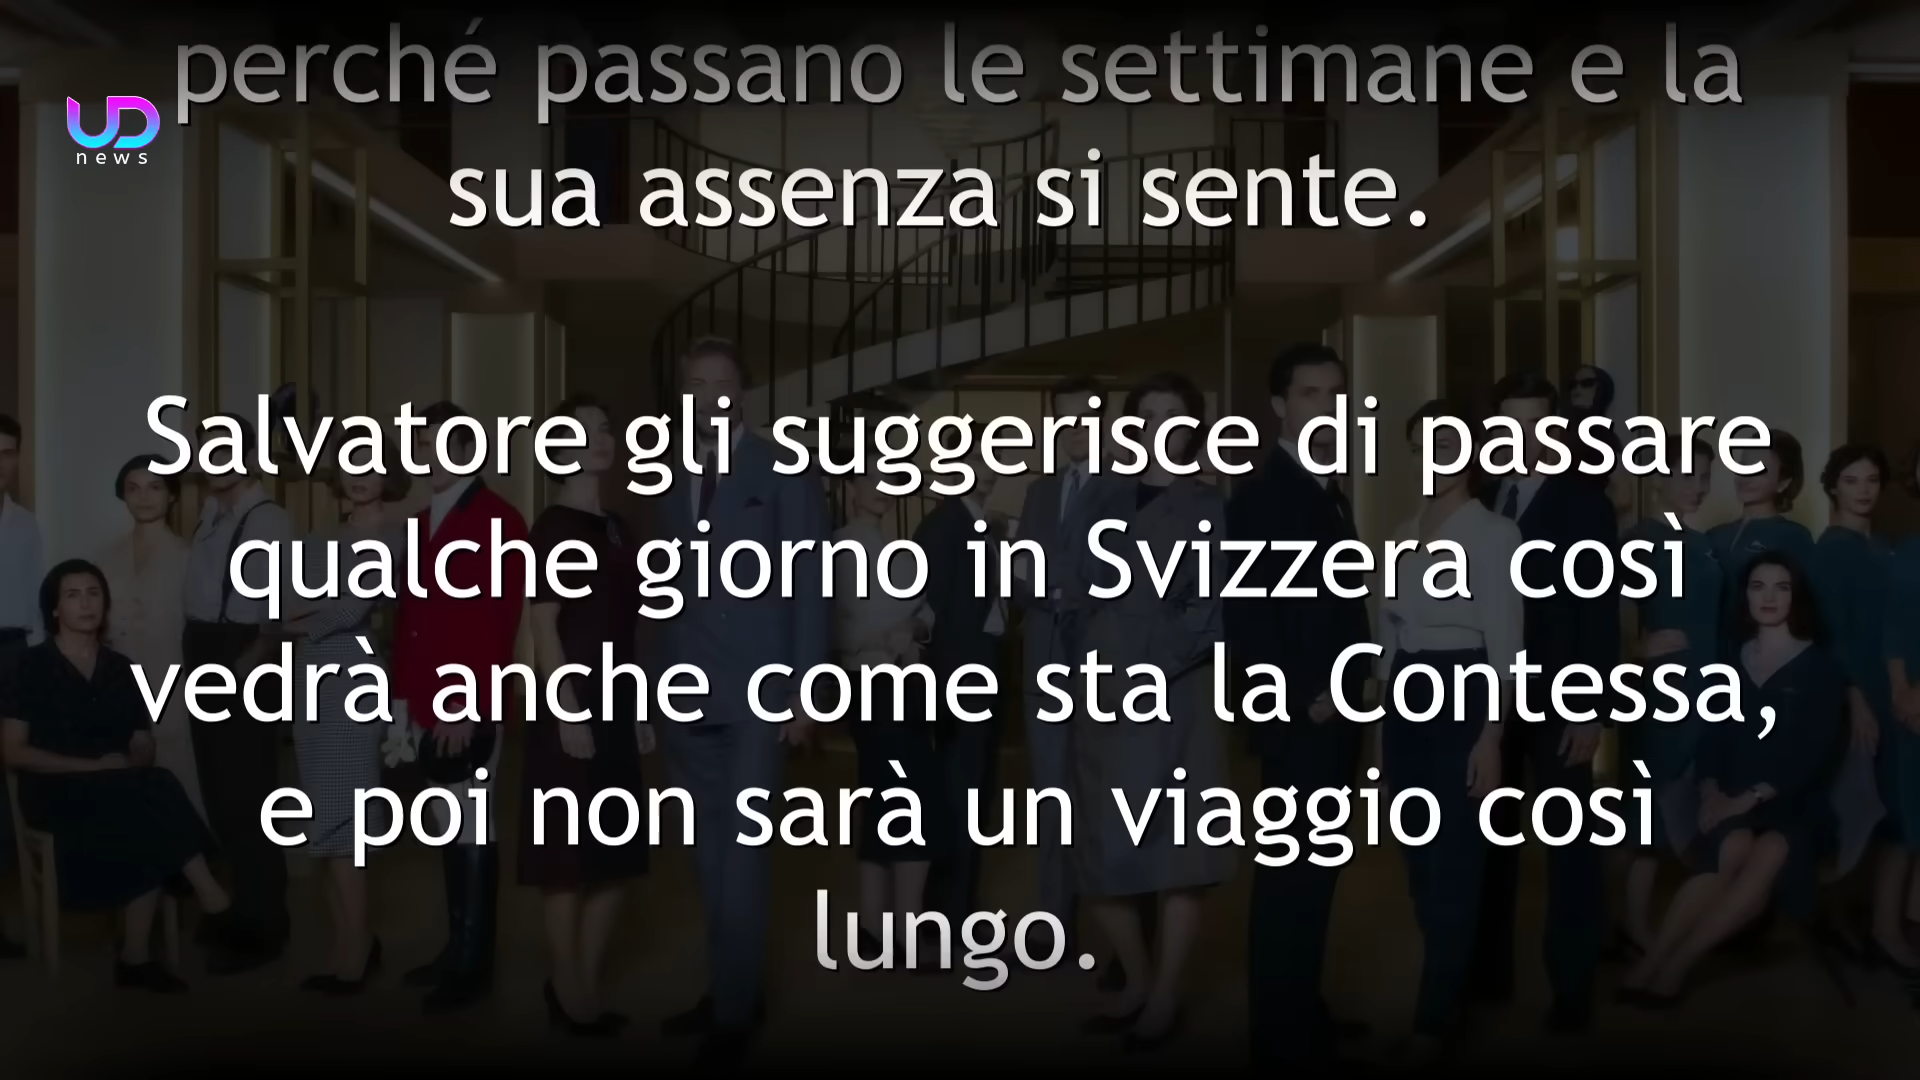 perché passano le settimane e la
UD
news
sua assenza si sente.
Salvatore gli suggerisce di passare
qualche giorno in Svizzera così
vedrà anche come sta la Contessa,
e poi non sarà un viaggio così
lungo.